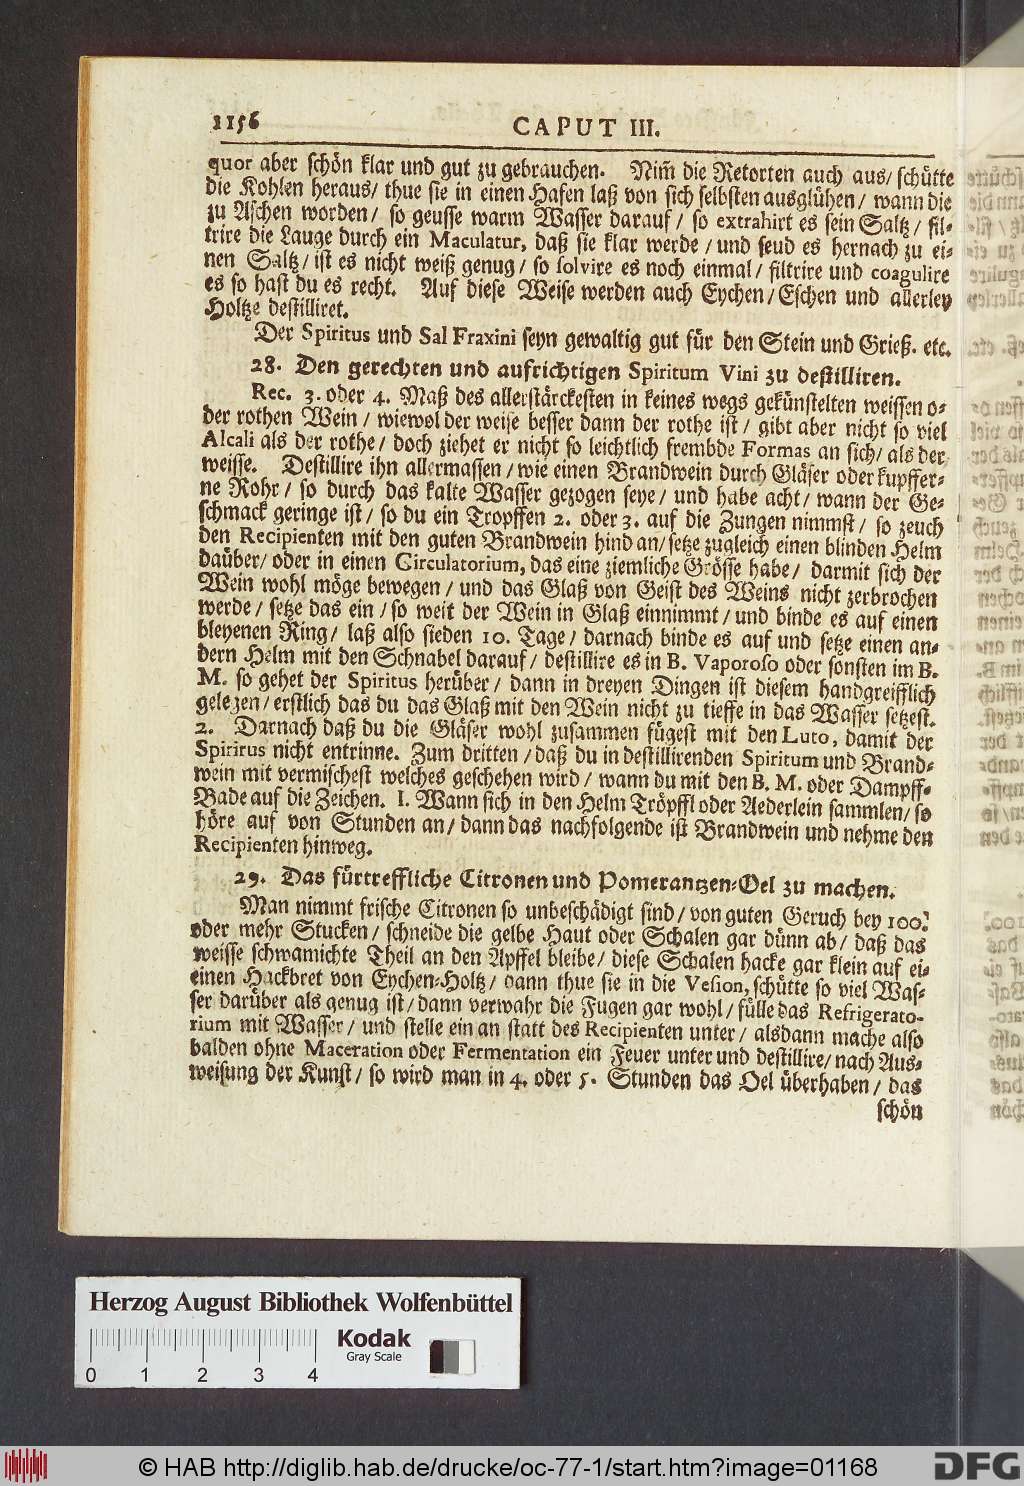 1156
CAPUT III.
quor aber schön klar und gut zu gebrauchen. Nim̃ die Retorten auch aus/ schütte
die Kohlen heraus/ thue sie in einen Hafen laß von sich selbsten ausglühen/ wann die
zu Aschen worden/ so geusse warm Wasser darauf/ so extrahirt es sein Saltz/ fil-
trire die Lauge durch ein Maculatur, daß sie klar werde/ und seud es hernach zu ei-
nen Saltz/ ist es nicht weiß genug/ so solvire es noch einmal/ filtrire und coagulire
es so hast du es recht. Auf diese Weise werden auch Eychen/ Eschen und allerley
Holtze destilliret.
Der Spiritus und Sal Fraxini seyn gewaltig gut für den Stein und Grieß. etc.
28. Den gerechten und aufrichtigen Spiritum Vini zu destilliren.
Rec. 3. oder 4. Maß des allerstärckesten in keines wegs gekünstelten weissen o-
der rothen Wein/ wiewol der weise besser dann der rothe ist/ gibt aber nicht so viel
Alcali als der rothe/ doch ziehet er nicht so leichtlich frembde Formas an sich/ als der
weisse. Destillire ihn allermassen/ wie einen Brandwein durch Gläser oder kupffer-
ne Rohr/ so durch das kalte Wasser gezogen seye/ und habe acht/ wann der Ge-
schmack geringe ist/ so du ein Tropffen 2. oder 3. auf die Zungen nimmst/ so zeuch
den Recipienten mit den guten Brandwein hind an/ setze zugleich einen blinden Helm
daüber/ oder in einen Circulatorium, das eine ziemliche Grösse habe/ darmit sich der
Wein wohl möge bewegen/ und das Glaß von Geist des Weins nicht zerbrochen
werde/ setze das ein/ so weit der Wein in Glaß einnimmt/ und binde es auf einen
bleyenen Ring/ laß also sieden 10. Tage/ darnach binde es auf und setze einen an-
dern Helm mit den Schnabel darauf/ destillire es in B. Vaporoso oder sonsten im B.
M. so gehet der Spiritus herüber/ dann in dreyen Dingen ist diesem handgreifflich
gelegen/ erstlich das du das Glaß mit den Wein nicht zu tieffe in das Wasser setzest.
2. Darnach daß du die Gläser wohl zusammen fügest mit den Luto, damit der
Spirirus nicht entrinne. Zum dritten/ daß du in destillirenden Spiritum und Brand-
wein mit vermischest welches geschehen wird/ wann du mit den B. M. oder Dampff-
Bade auf die Zeichen. I. Wann sich in den Helm Tröpffl oder Aederlein sammlen/ so
höre auf von Stunden an/ dann das nachfolgende ist Brandwein und nehme den
Recipienten hinweg.
29. Das fürtreffliche Citronen und Pomerantzen-Oel zu machen.
Man nimmt frische Citronen so unbeschädigt sind/ von guten Geruch bey 100.
oder mehr Stucken/ schneide die gelbe Haut oder Schalen gar dünn ab/ daß das
weisse schwamichte Theil an den Apffel bleibe/ diese Schalen hacke gar klein auf ei-
einen Hackbret von Eychen-Holtz/ dann thue sie in die Vesion, schütte so viel Was-
ser darüber als genug ist/ dann verwahr die Fugen gar wohl/ fülle das Refrigerato-
rium mit Wasser/ und stelle ein an statt des Recipienten unter/ alsdann mache also
balden ohne Maceration oder Fermentation ein Feuer unter und destillire/ nach Aus-
weisung der Kunst/ so wird man in 4. oder 5. Stunden das Oel überhaben/ das
schön
Herzog August Bibliothek Wolfenbüttel
Kodak
Gray Scale
0 1 2 3 4
© HAB http://diglib.hab.de/drucke/oc-77-1/start.htm?image=01168
DFG